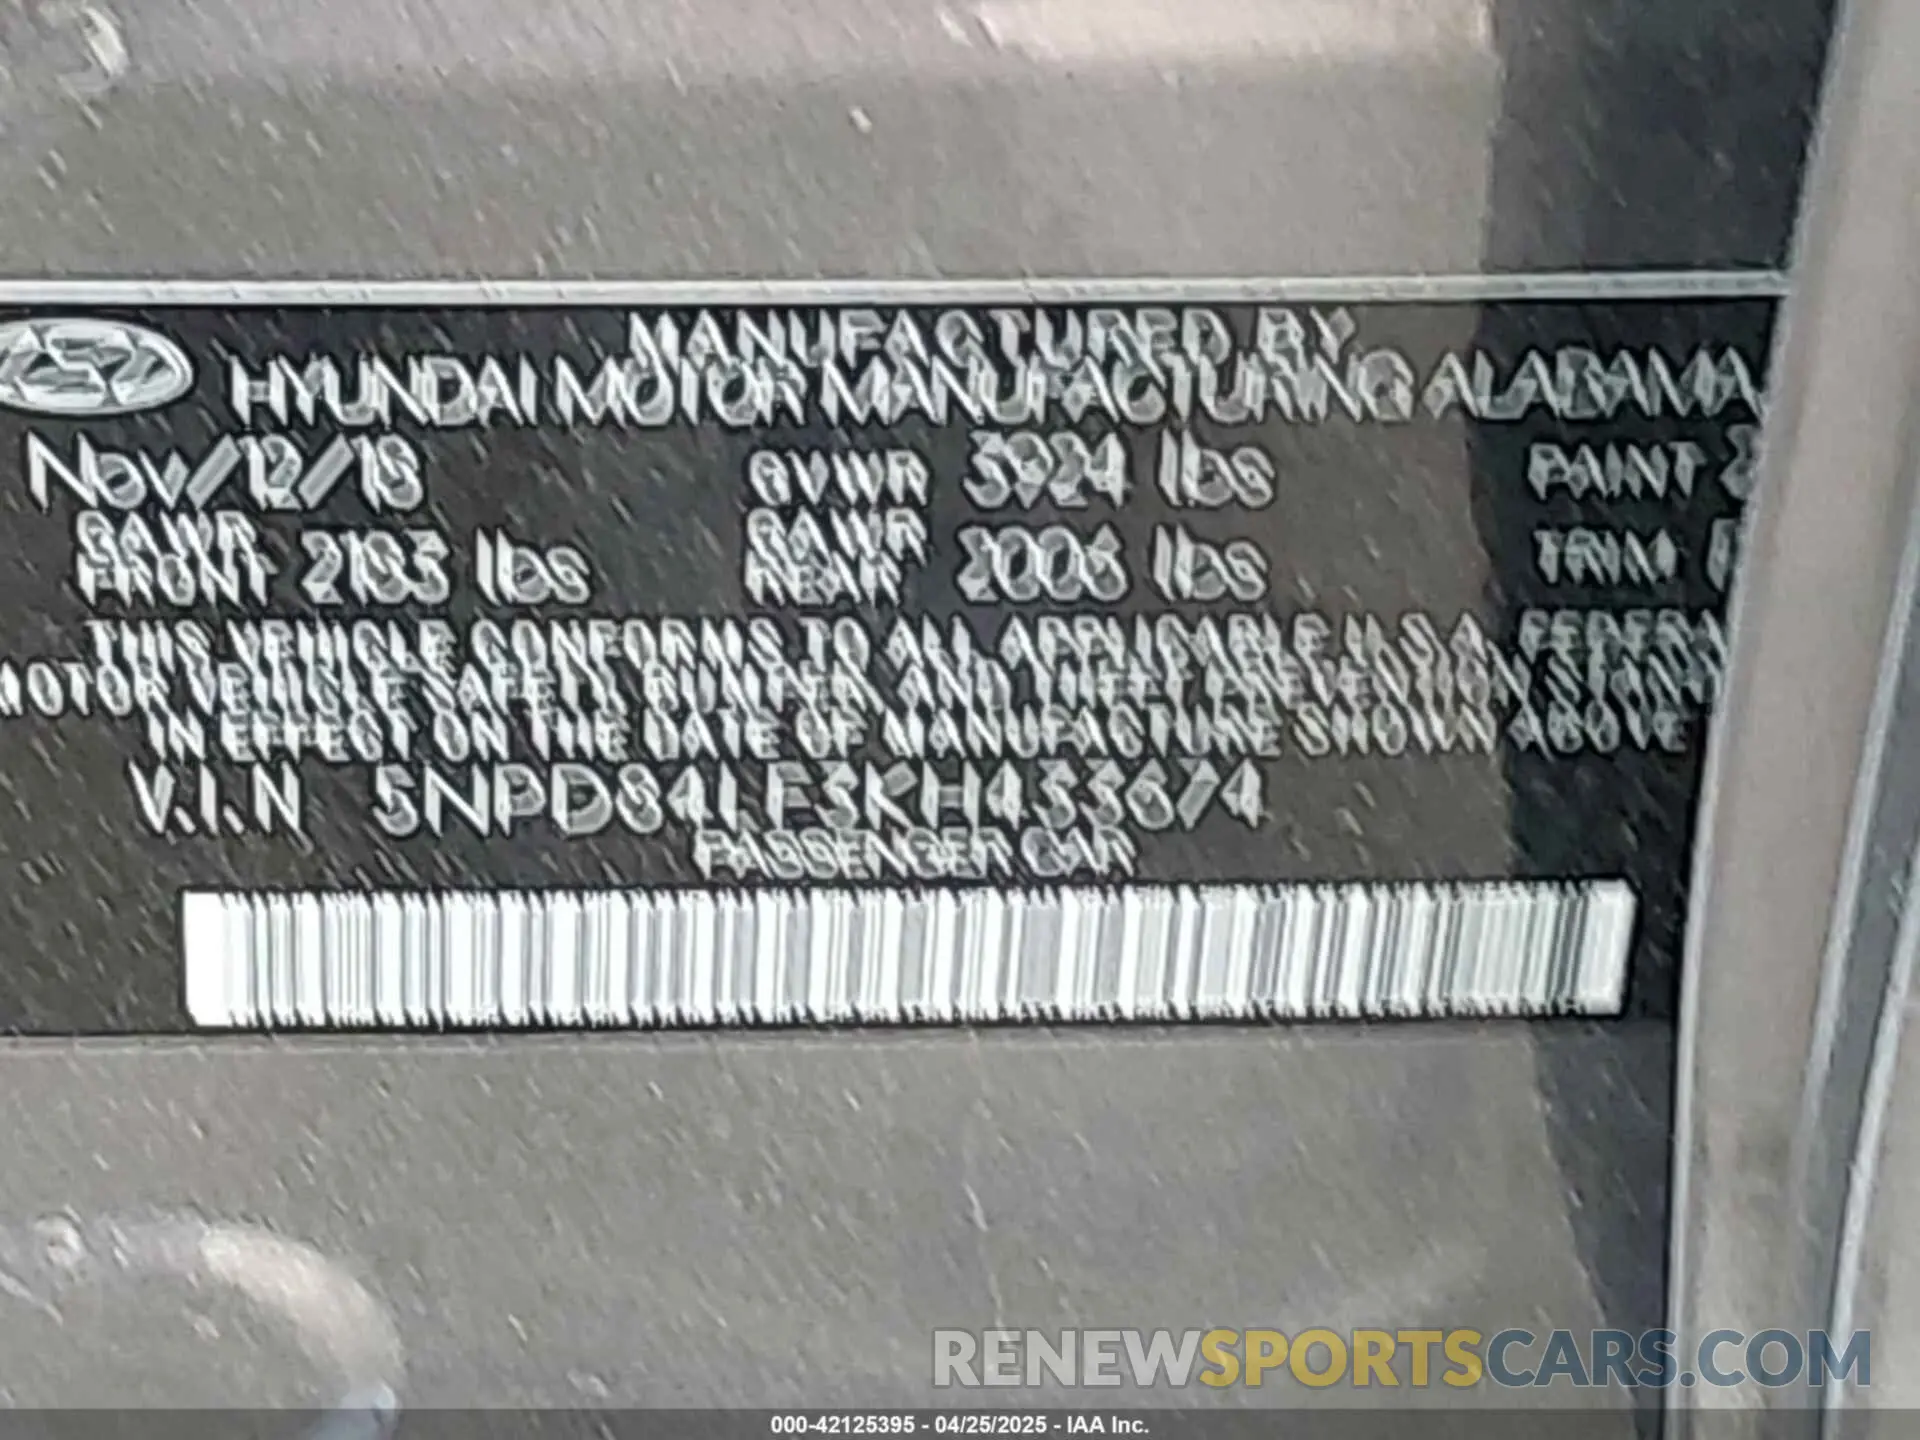 MANUFACTURED BY
HYUNDAI MOTOR MANUFACTURING ALABAMA
Nov/12/18 GVWR 3924 lbs PAINT
GAWR FRONT 2183 lbs GAWR REAR 2006 lbs TRIM
THIS VEHICLE CONFORMS TO ALL APPLICABLE U.S.A. FEDERA
MOTOR VEHICLE SAFETY, BUMPER, AND THEFT PREVENTION STAND
IN EFFECT ON THE DATE OF MANUFACTURE SHOWN ABOVE
V.I.N 5NPD84LF3KH433674
PASSENGER CAR
RENEWSPORTSCARS.COM
000-42125395 - 04/25/2025 - IAA Inc.